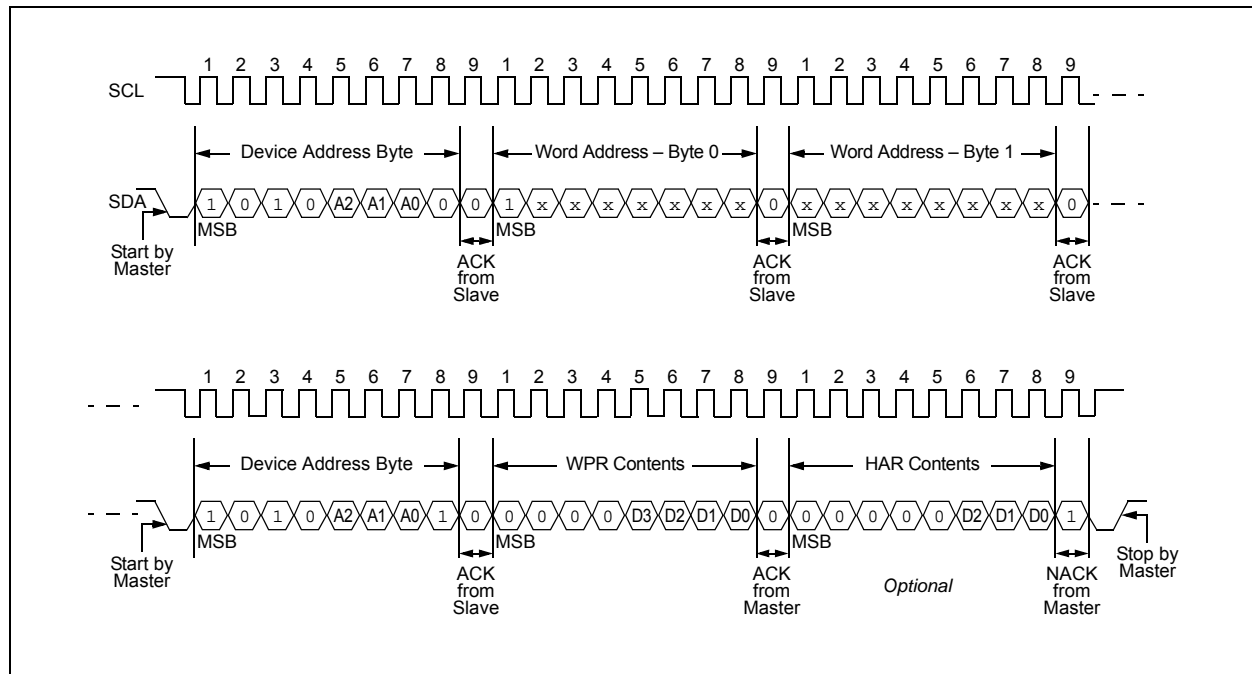 1 2 3 4 5 6 7 8 9 1 2 3 4 5 6 7 8 9 1 2 3 4 5 6 7 8 9
SCL
Device Address Byte Word Address – Byte 0 Word Address – Byte 1
SDA 1 0 1 0 A2 A1 A0 0 0 1 x x x x x x x 0 x x x x x x x x 0
MSB MSB MSB
Start by Master
ACK from Slave
ACK from Slave
ACK from Slave
1 2 3 4 5 6 7 8 9 1 2 3 4 5 6 7 8 9 1 2 3 4 5 6 7 8 9
Device Address Byte WPR Contents HAR Contents
1 0 1 0 A2 A1 A0 1 0 0 0 0 0 D3 D2 D1 D0 0 0 0 0 0 0 D2 D1 D0 1
MSB MSB MSB
Start by Master
ACK from Slave
ACK from Master
Optional
NACK from Master
Stop by Master